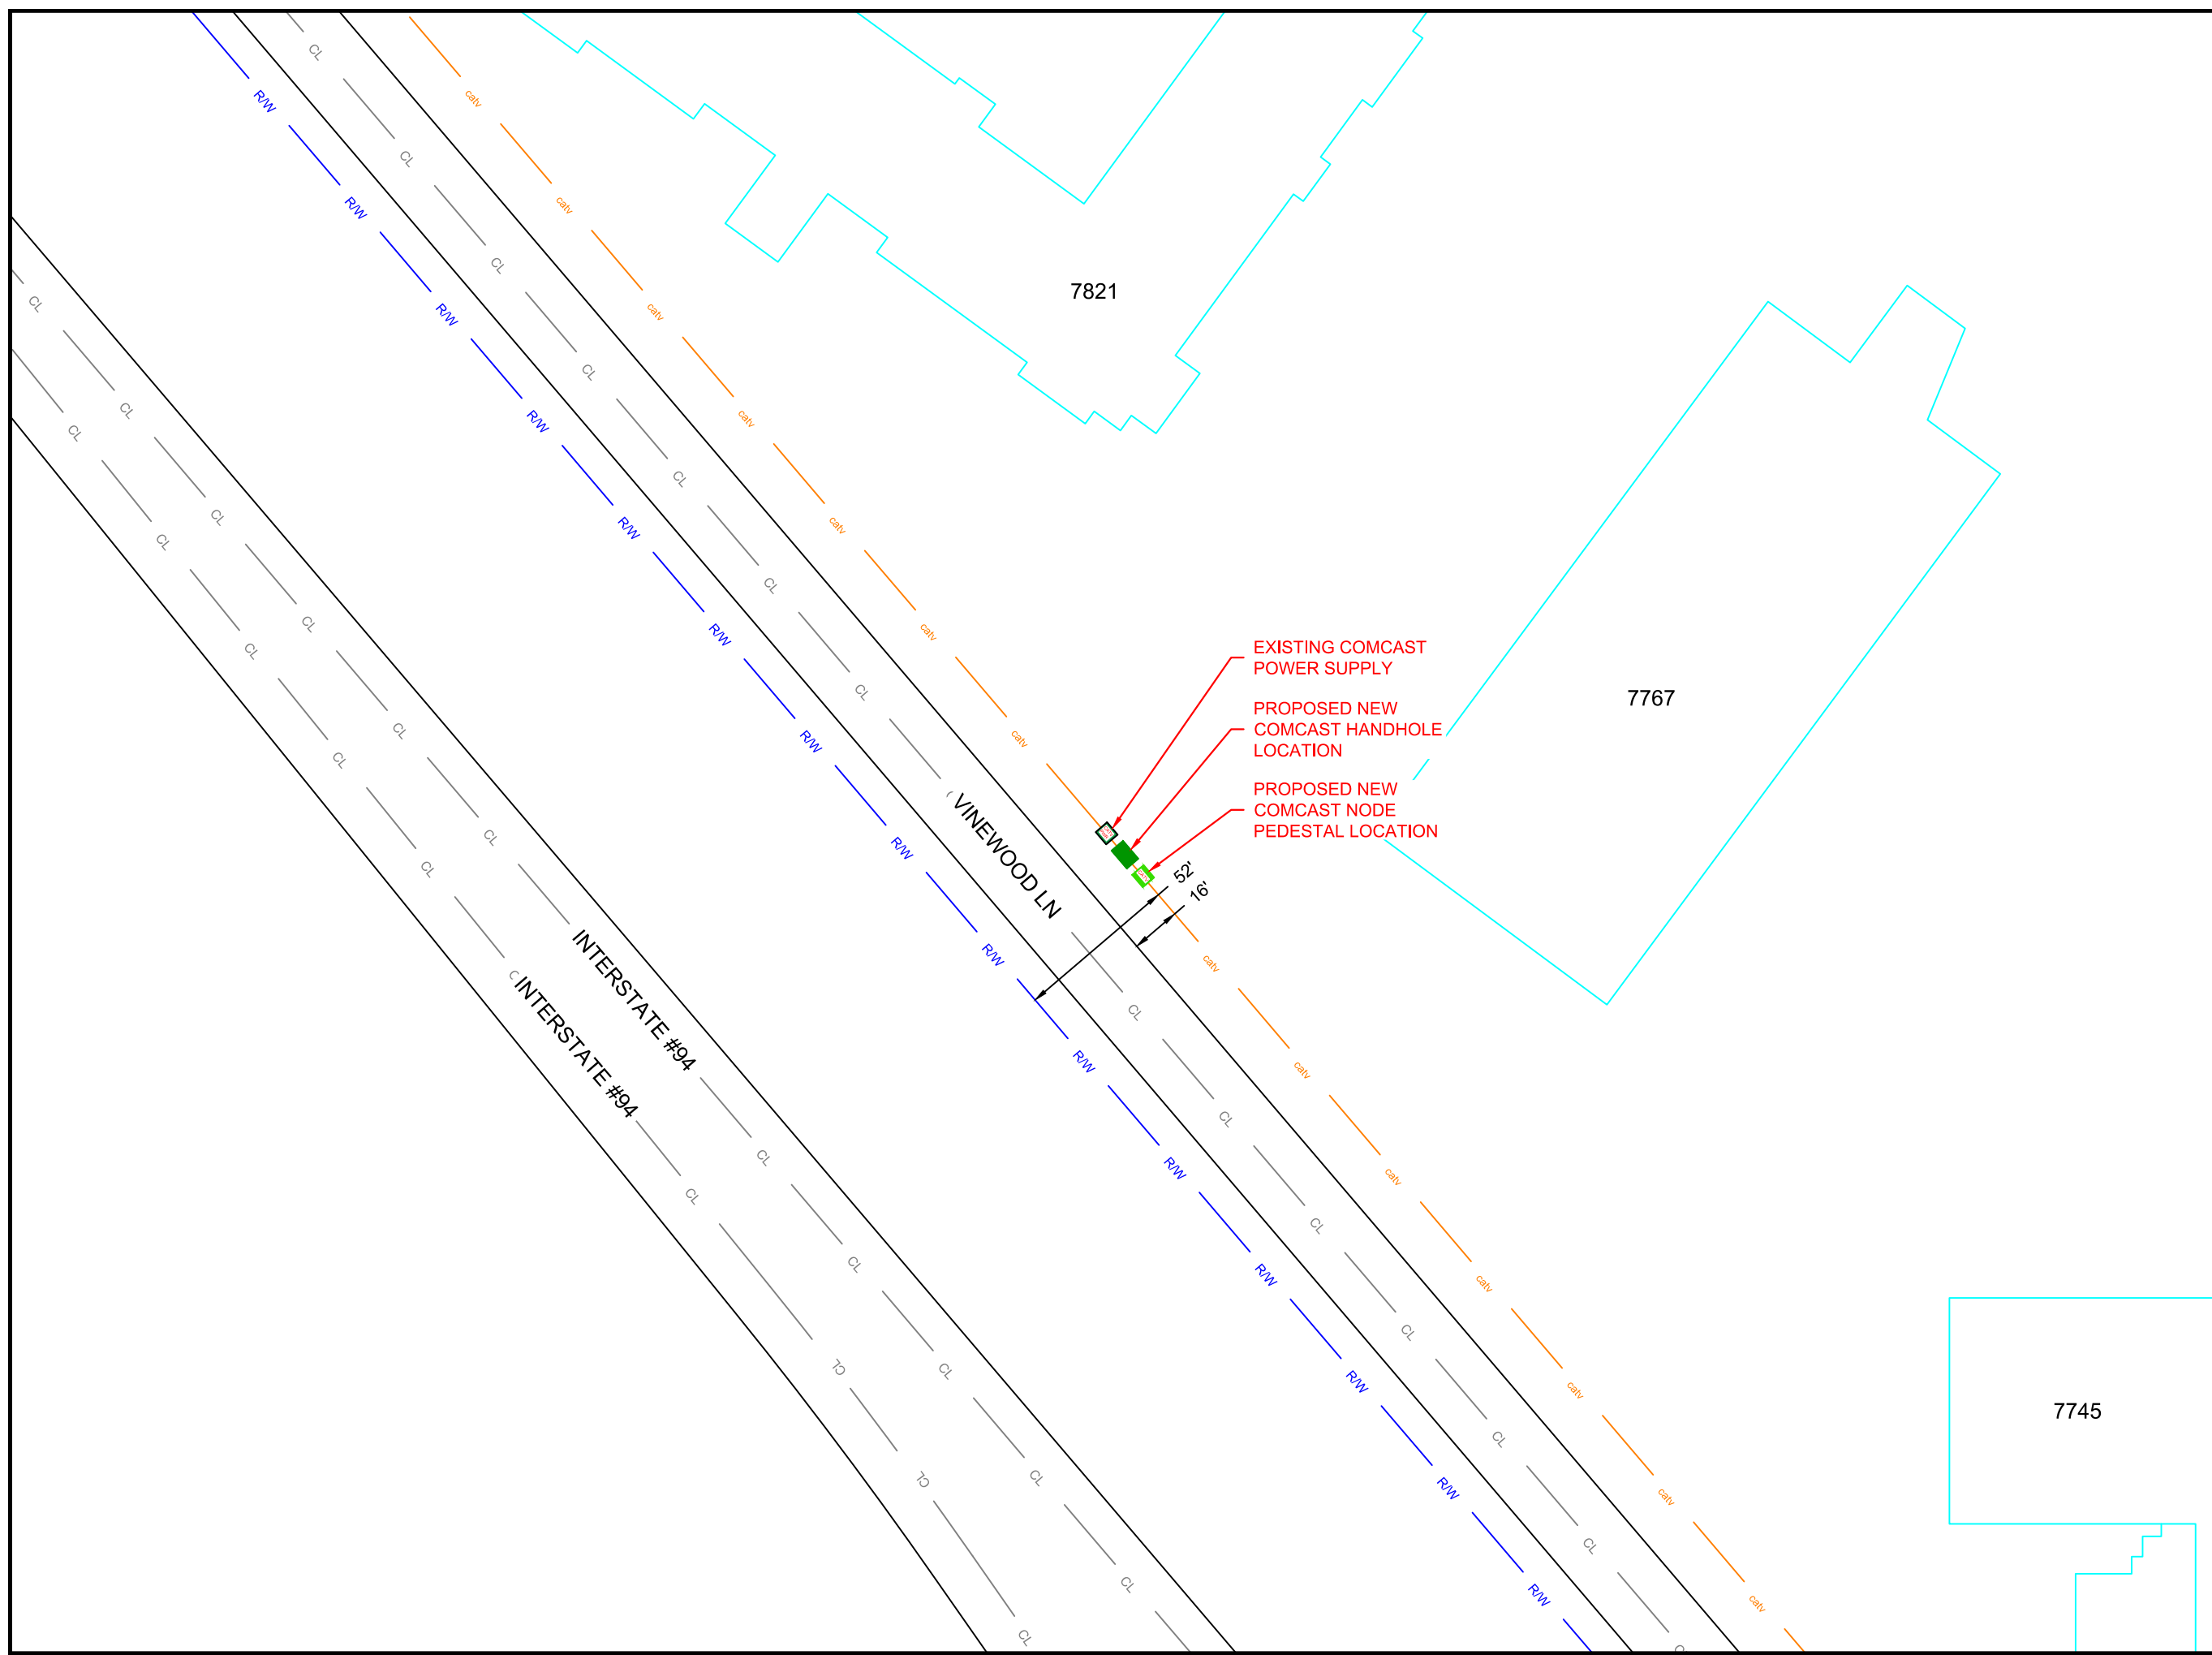 7821
EXISTING COMCAST
POWER SUPPLY
PROPOSED NEW
COMCAST HANDHOLE
LOCATION
PROPOSED NEW
COMCAST NODE
PEDESTAL LOCATION
7767
52'
16'
VINEWOOD LN
INTERSTATE #94
INTERSTATE #94
7745
CL
R/W
catv